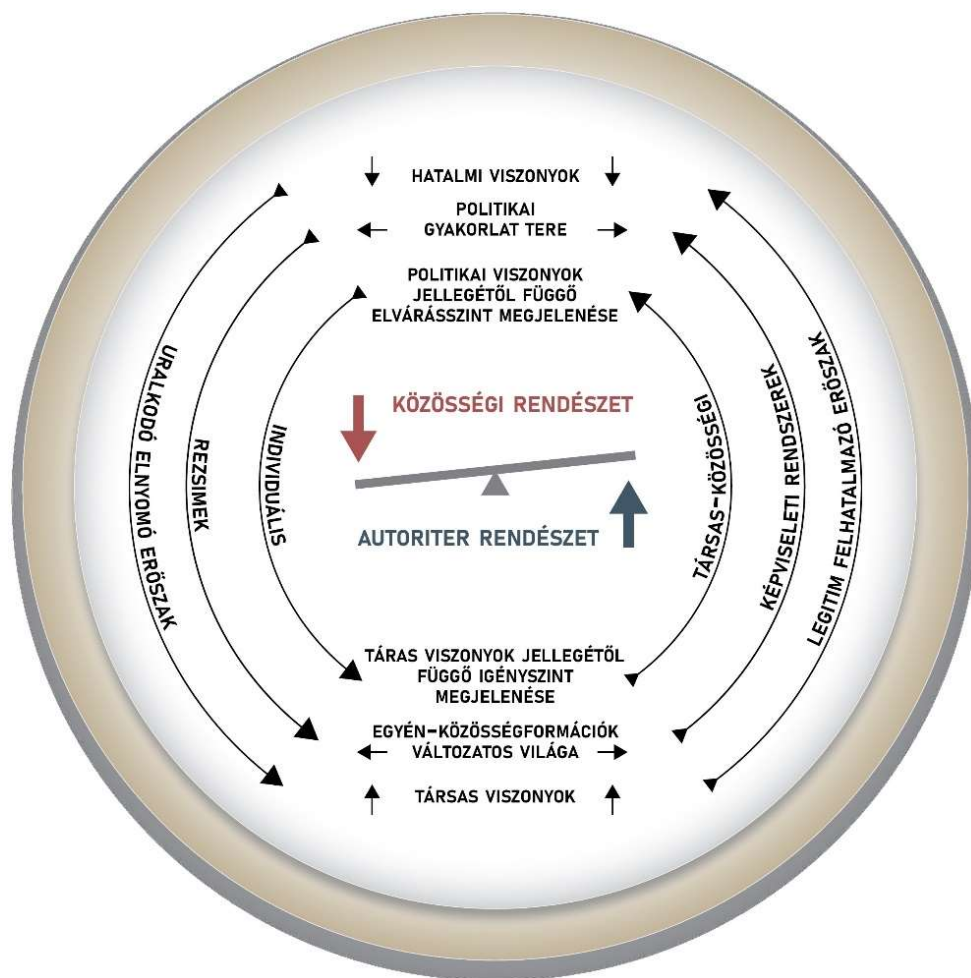 HATALMI VISZONYOK
POLITIKAI
GYAKORLAT TERE
POLITIKAI VISZONYOK
JELLEGÉTŐL FÜGGŐ
ELVÁRÁSSZINT MEGJELENÉSE
URALKODÓ ELNYOMÓ ERŐSZAK
REZSIMEK
INDIVIDUÁLIS
KÖZÖSSÉGI RENDÉSZET
AUTORITER RENDÉSZET
TÁRSAS-KÖZÖSSÉGI
KÉPVISELETI RENDSZEREK
LEGITIM FELHATALMAZÓ ERŐSZAK
TÁRAS VISZONYOK JELLEGÉTŐL
FÜGGŐ IGÉNYSZINT
MEGJELENÉSE
EGYÉN-KÖZÖSSÉGFORMÁCIÓK
VÁLTOZATOS VILÁGA
TÁRSAS VISZONYOK